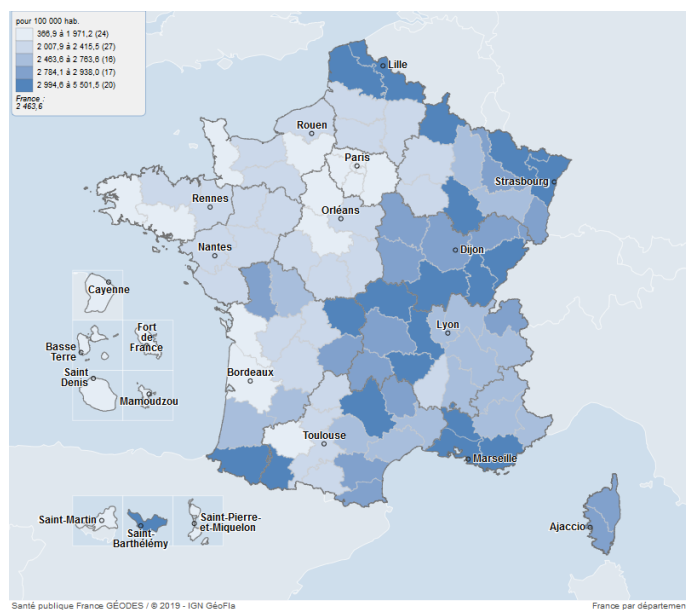 pour 100 000 hab.
366,9 à 1 971,2 (24)
2 007,9 à 2 415,5 (27)
2 463,6 à 2 763,6 (16)
2 784,1 à 2 938,0 (17)
2 994,6 à 5 501,5 (20)
France :
2 463,6
Lille
Rouen
Paris
Strasbourg
Rennes
Orléans
Nantes
Dijon
Cayenne
Lyon
Basse
Terre
Fort
de
France
Saint
Denis
Bordeaux
Mamoudzou
Toulouse
Marseille
Saint-Martin
Saint-
Barthélémy
Saint-Pierre-
et-Miquelon
Ajaccio
Santé publique France GÉODES / © 2019 - IGN GéoFla
France par départemen